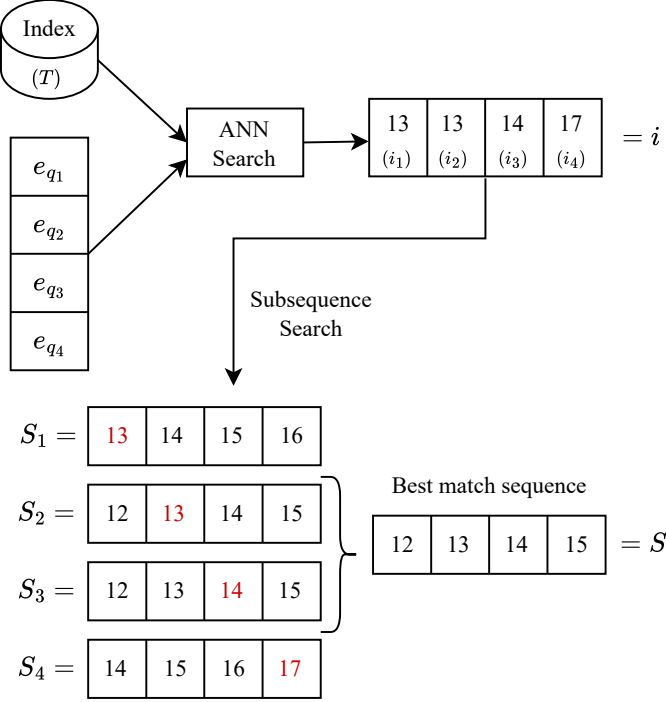 Index
(T)
e_{q_1}
e_{q_2}
e_{q_3}
e_{q_4}
ANN
Search
13 13 14 17
(i_1) (i_2) (i_3) (i_4)
= i
Subsequence
Search
S_1 = 13 14 15 16
S_2 = 12 13 14 15
S_3 = 12 13 14 15
S_4 = 14 15 16 17
Best match sequence
12 13 14 15 = S